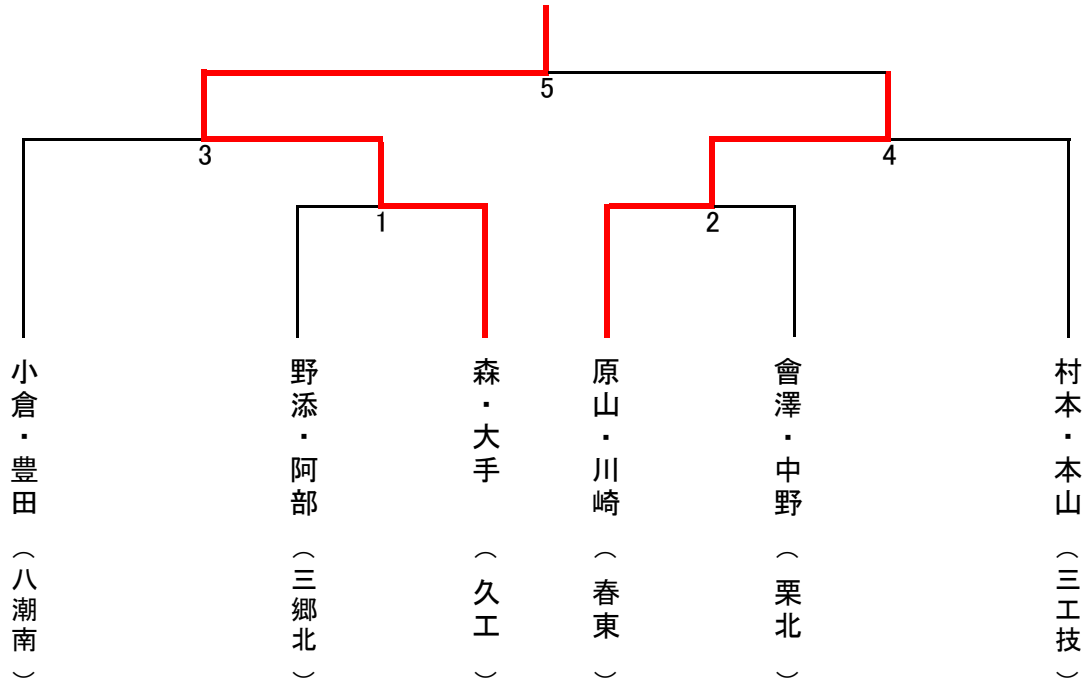 5
3
4
1
2
小倉・豊田（八潮南）
野添・阿部（三郷北）
森・大手（久工）
原山・川崎（春東）
會澤・中野（栗北）
村本・本山（三工技）